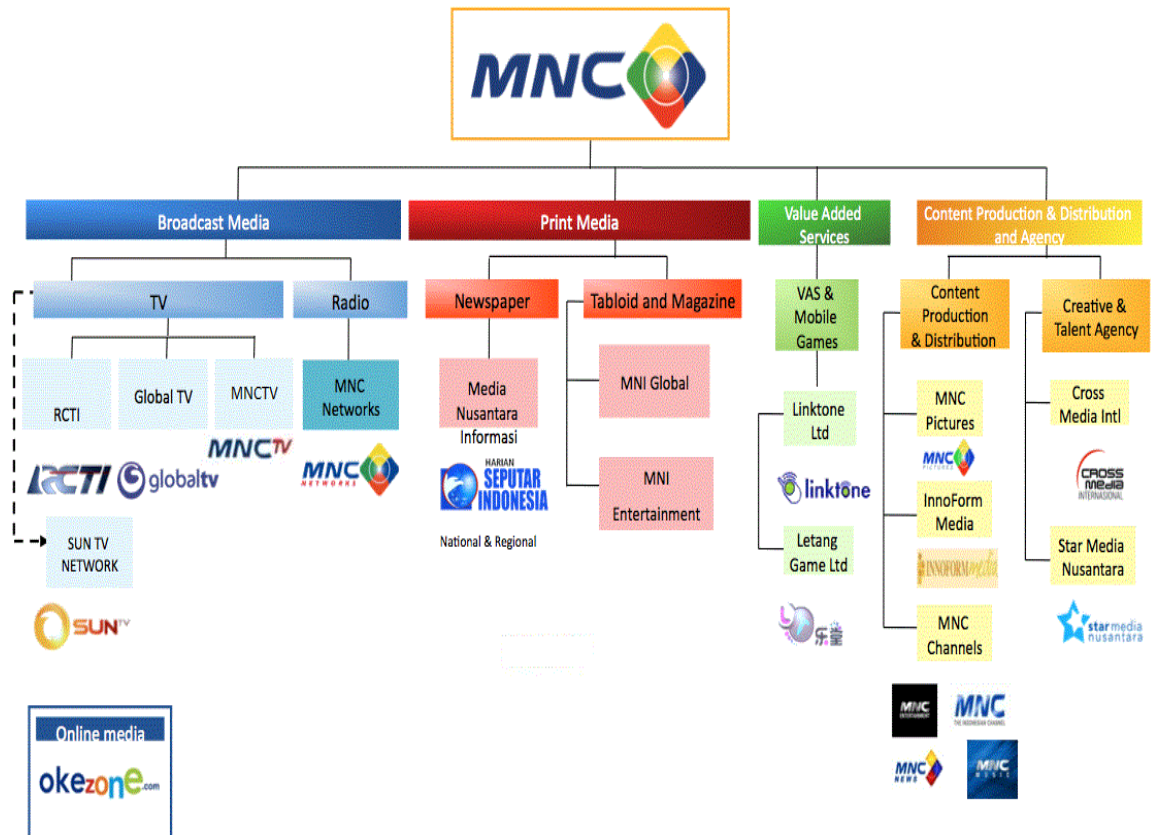 MNC
Broadcast Media
Print Media
Value Added
Services
Content Production & Distribution
and Agency
TV
Radio
Newspaper
Tabloid and Magazine
VAS &
Mobile
Games
Content
Production
& Distribution
Creative &
Talent Agency
RCTI
Global TV
MNCTV
MNC
Networks
Media
Nusantara
Informasi
MNI Global
Linktone
Ltd
MNC
Pictures
Cross
Media Intl
RCTI
globaltv
MNCTV
MNC
NETWORKS
HARIAN
SEPUTAR
INDONESIA
MNI
Entertainment
linktone
MNC
PICTURES
CROSS
MEDIA
INTERNASIONAL
InnoForm
Media
National & Regional
SUN TV
NETWORK
Letang
Game Ltd
INNOFORM media
Star Media
Nusantara
SUN TV
乐堂
MNC
Channels
starmedia
nusantara
MNC
ENTERTAINMENT
MNC
THE INDONESIAN CHANNEL
MNC
NEWS
MNC
MUSIC
Online media
okezone.com